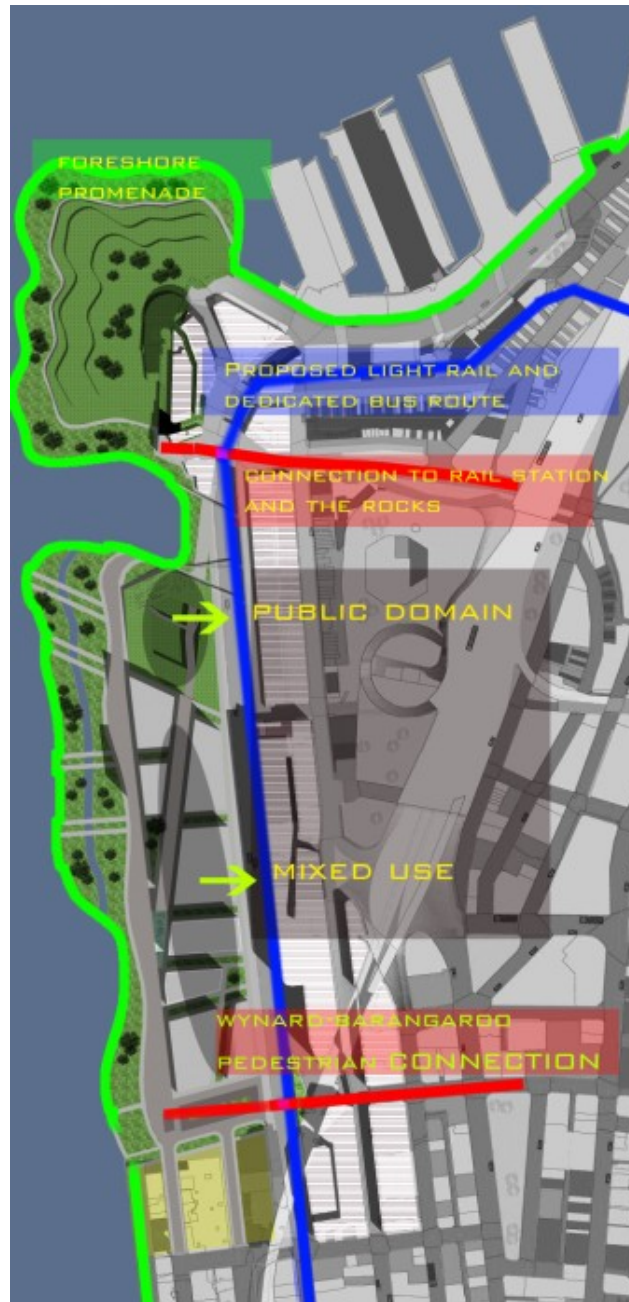 FORESHORE
PROMENADE
PROPOSED LIGHT RAIL AND
DEDICATED BUS ROUTE
CONNECTION TO RAIL STATION
AND THE ROCKS
PUBLIC DOMAIN
MIXED USE
WYNARD-BARANGAROO
PEDESTRIAN CONNECTION